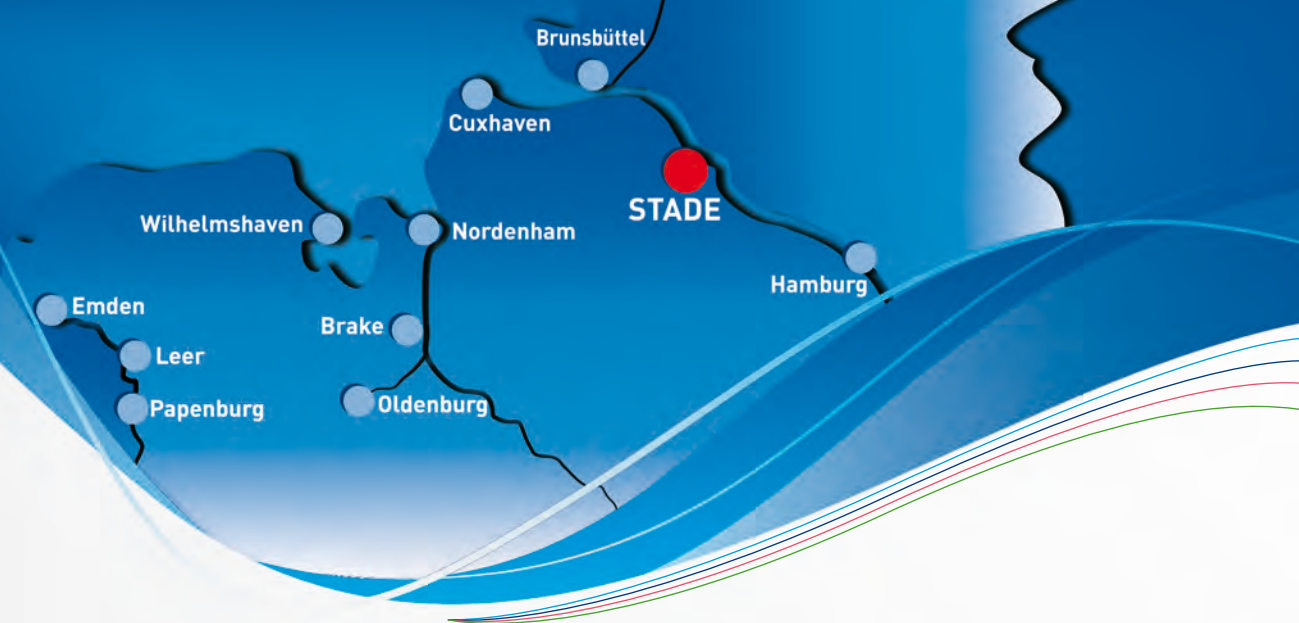 Brunsbüttel
Cuxhaven
STADE
Wilhelmshaven
Nordenham
Hamburg
Emden
Brake
Leer
Oldenburg
Papenburg